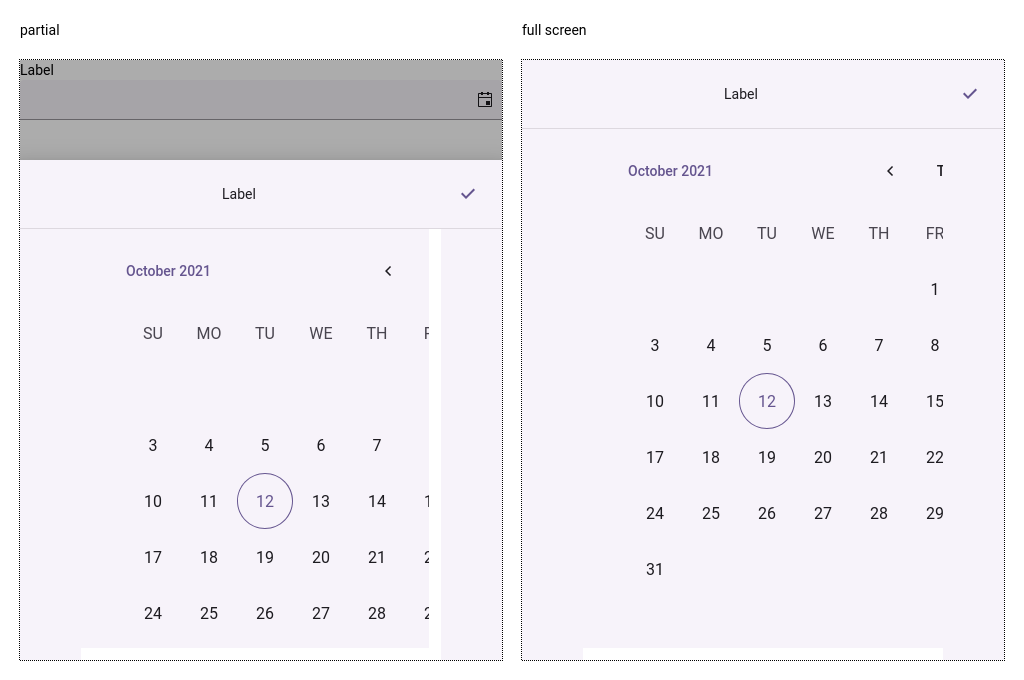 partial
Label
Label
October 2021
SU MO TU WE TH
3 4 5 6 7
10 11 12 13 14
17 18 19 20 21
24 25 26 27 28
full screen
Label
October 2021
SU MO TU WE TH FR
1
3 4 5 6 7 8
10 11 12 13 14 15
17 18 19 20 21 22
24 25 26 27 28 29
31